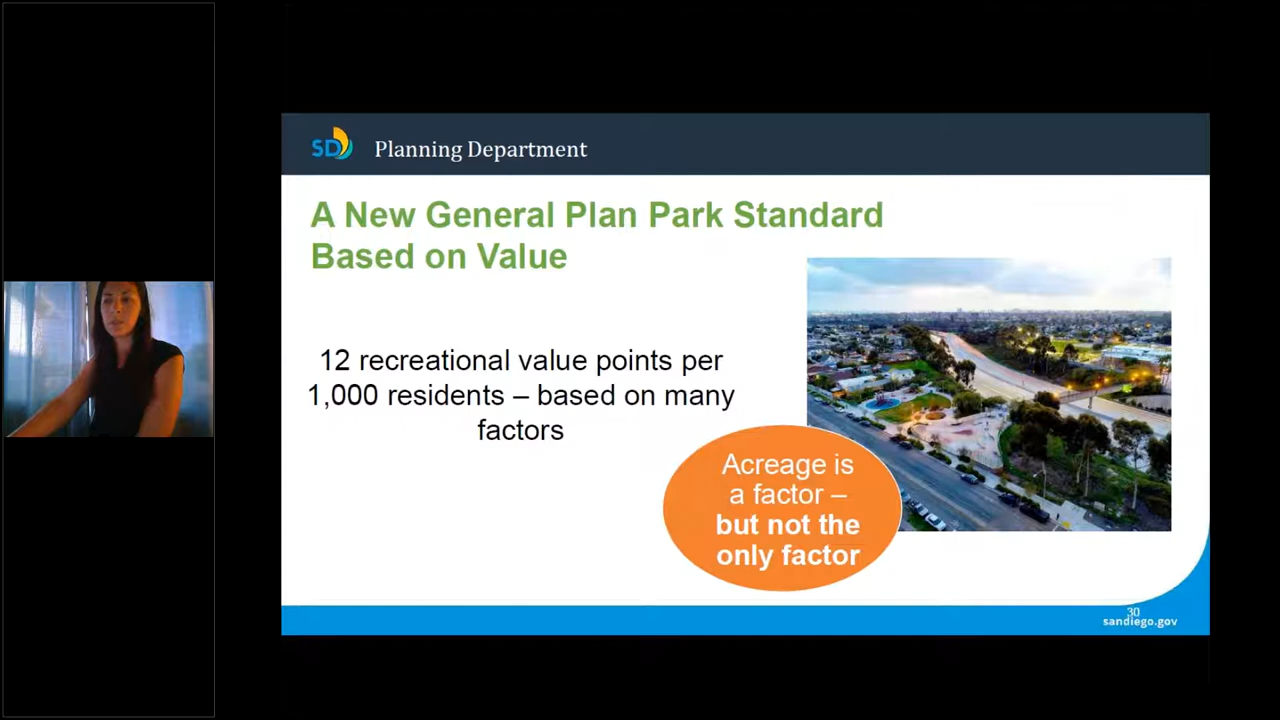 SD
Planning Department
A New General Plan Park Standard
Based on Value
12 recreational value points per
1,000 residents – based on many
factors
Acreage is
a factor –
but not the
only factor
30
sandiego.gov